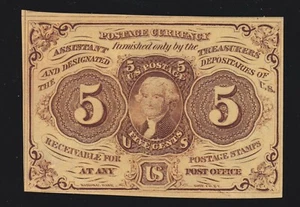 POSTAGE CURRENCY
Furnished only by the
ASSISTANT TREASURERS
AND DESIGNATED DEPOSITARIES OF
THE U.S.
5 5
U.S. POSTAGE
5 5
FIVE CENTS
RECEIVABLE FOR POSTAGE STAMPS
AT ANY U.S. POST OFFICE